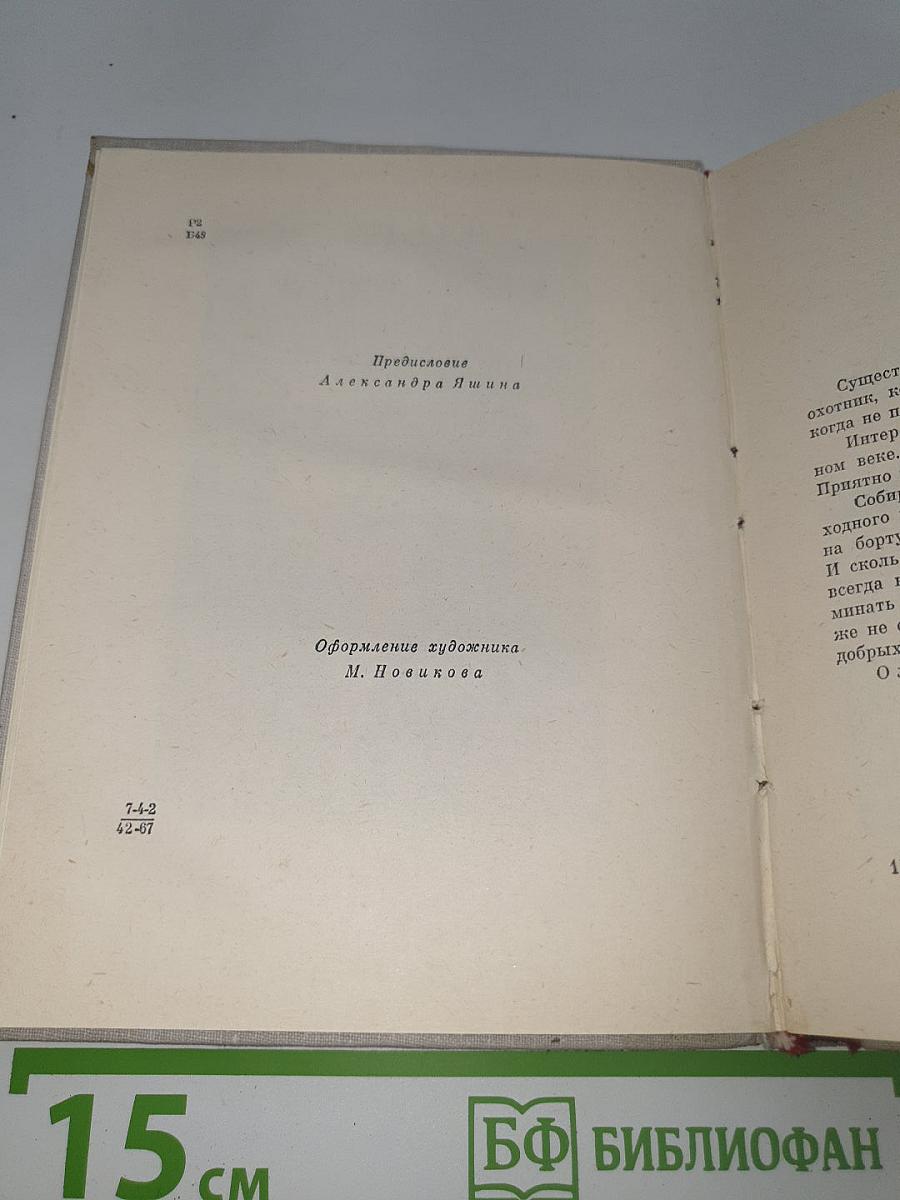 Р2
Б48
Предисловие
Александра Яшина
Оформление художника
М. Новикова
7-4-2
42-67
Сущест
охотник, к
когда не п
Интер
ном веке.
Приятно
Собир
ходного
на борту
И сколь
всегда
минать
же не
добрых
О
1
15 см
БФ БИБЛИОФАН